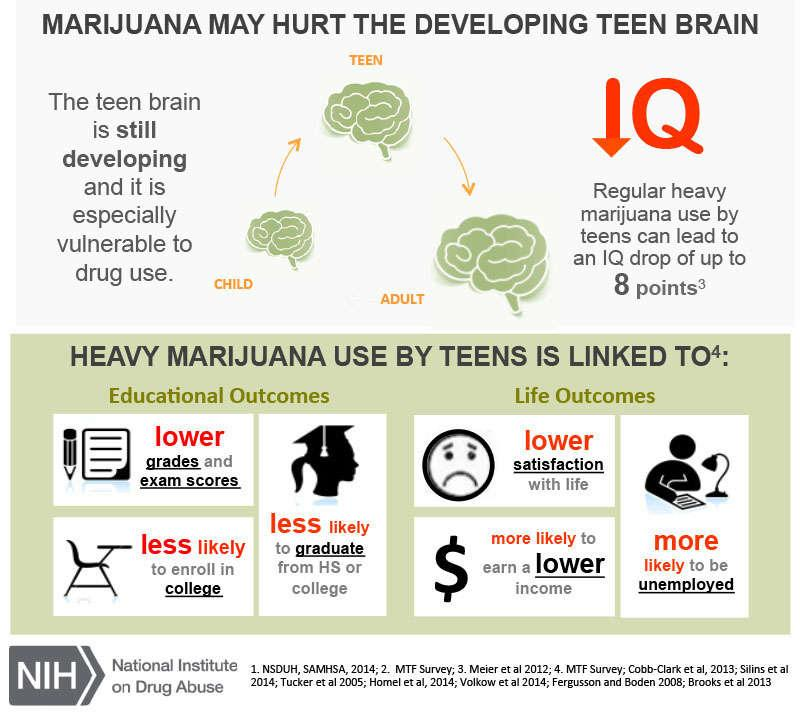 MARIJUANA MAY HURT THE DEVELOPING TEEN BRAIN
The teen brain
is still
developing
and it is
especially
vulnerable to
drug use.
TEEN
CHILD
ADULT
IQ
Regular heavy
marijuana use by
teens can lead to
an IQ drop of up to
8 points³
HEAVY MARIJUANA USE BY TEENS IS LINKED TO⁴:
Educational Outcomes
lower
grades and
exam scores
less likely
to enroll in
college
less likely
to graduate
from HS or
college
Life Outcomes
lower
satisfaction
with life
$
more likely to
earn a lower
income
more
likely to be
unemployed
NIH
National Institute
on Drug Abuse
1. NSDUH, SAMHSA, 2014; 2. MTF Survey; 3. Meier et al 2012; 4. MTF Survey; Cobb-Clark et al, 2013; Silins et al
2014; Tucker et al 2005; Homel et al, 2014; Volkow et al 2014; Fergusson and Boden 2008; Brooks et al 2013